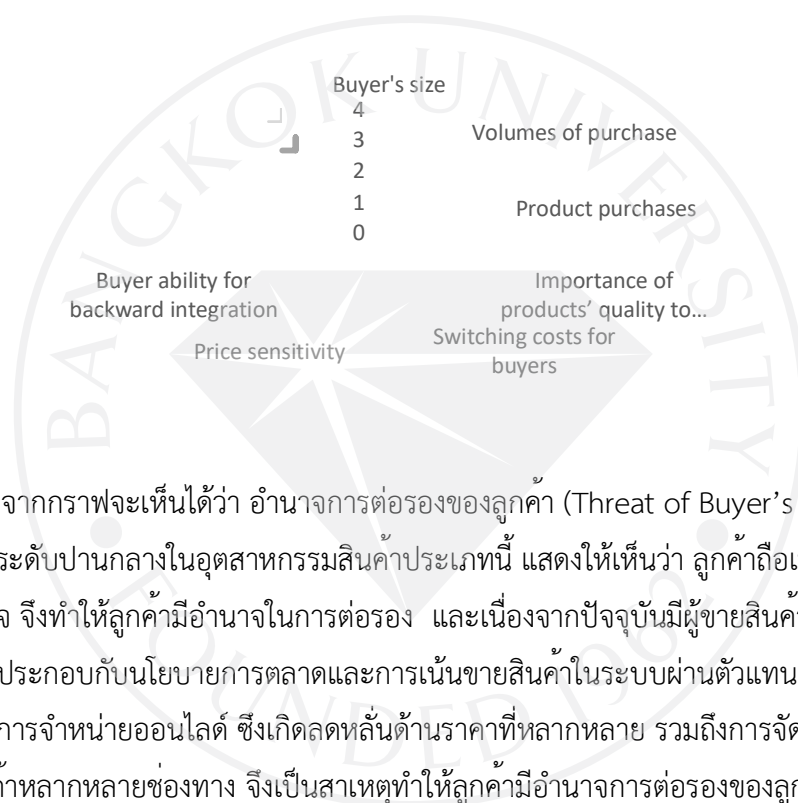 Buyer's size
4
3
2
1
0
Volumes of purchase
Product purchases
Importance of
products' quality to...
Switching costs for
buyers
Price sensitivity
Buyer ability for
backward integration
จากกราฟจะเห็นได้ว่า อำนาจการต่อรองของลูกค้า (Threat of Buyer's
ระดับปานกลางในอุตสาหกรรมสินค้าประเภทนี้ แสดงให้เห็นว่า ลูกค้าถือ
จึงทำให้ลูกค้ามีอำนาจในการต่อรอง และเนื่องจากปัจจุบันมีผู้ขายสินค้
ประกอบกับนโยบายการตลาดและการเน้นขายสินค้าในระบบผ่านตัวแทน
การจำหน่ายออนไลด์ ซึงเกิดลดหลั่นด้านราคาที่หลากหลาย รวมถึงการจัด
หลากหลายช่องทาง จึงเป็นสาเหตุทำให้ลูกค้ามีอำนาจการต่อรองของลูก
BANGKOK UNIVERSITY
FOUNDED 1962